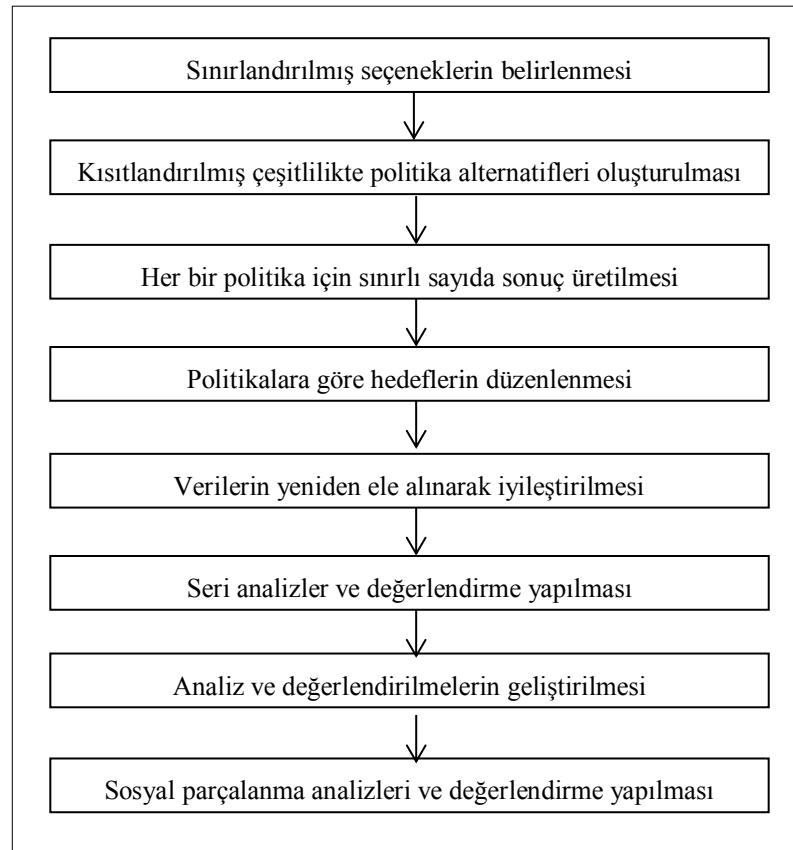 Sınırlandırılmış seçeneklerin belirlenmesi
Kısıtlandırılmış çeşitlilikte politika alternatifleri oluşturulması
Her bir politika için sınırlı sayıda sonuç üretilmesi
Politikalara göre hedeflerin düzenlenmesi
Verilerin yeniden ele alınarak iyileştirilmesi
Seri analizler ve değerlendirme yapılması
Analiz ve değerlendirilmelerin geliştirilmesi
Sosyal parçalanma analizleri ve değerlendirme yapılması